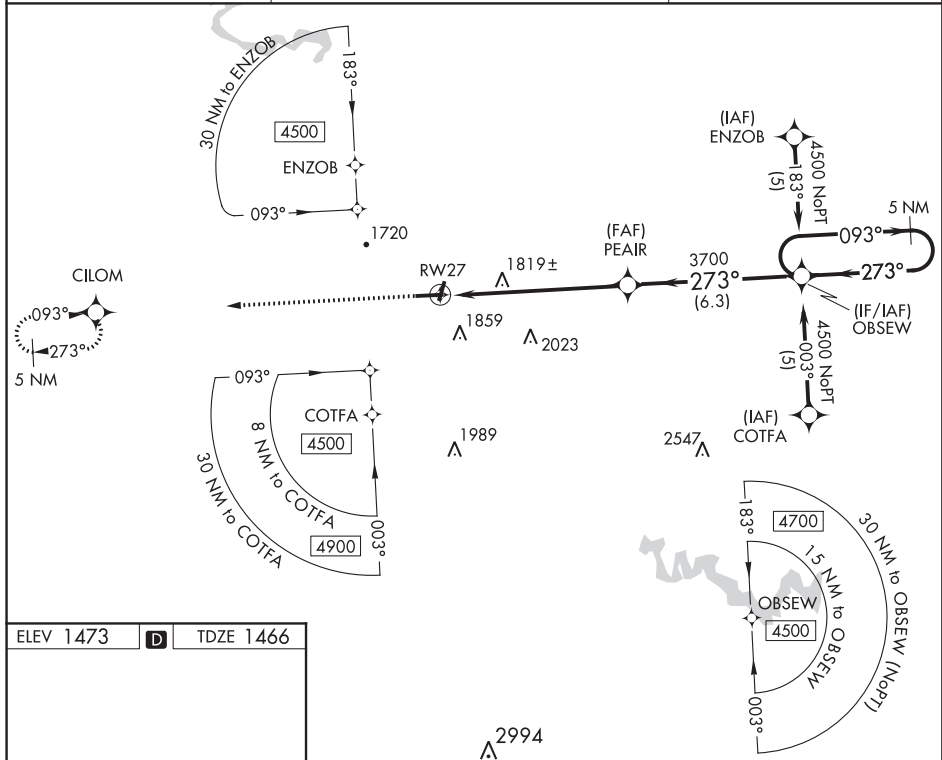 30 NM to ENZOB
183°
4500
ENZOB
093°
1720
(IAF)
ENZOB
4500 NoPT
183°
(5)
5 NM
093°
273°
(IF/IAF)
OBSEW
(FAF)
PEAIR
3700
273°
(6.3)
RW27
1819±
1859
2023
CILOM
093°
273°
5 NM
4500 NoPT
003°
(5)
(IAF)
COTFA
093°
COTFA
4500
8 NM to COTFA
30 NM to COTFA
4900
003°
1989
2547
183°
4700
30 NM to OBSEW (NoPT)
15 NM to OBSEW
OBSEW
4500
003°
ELEV 1473 D TDZE 1466
2994